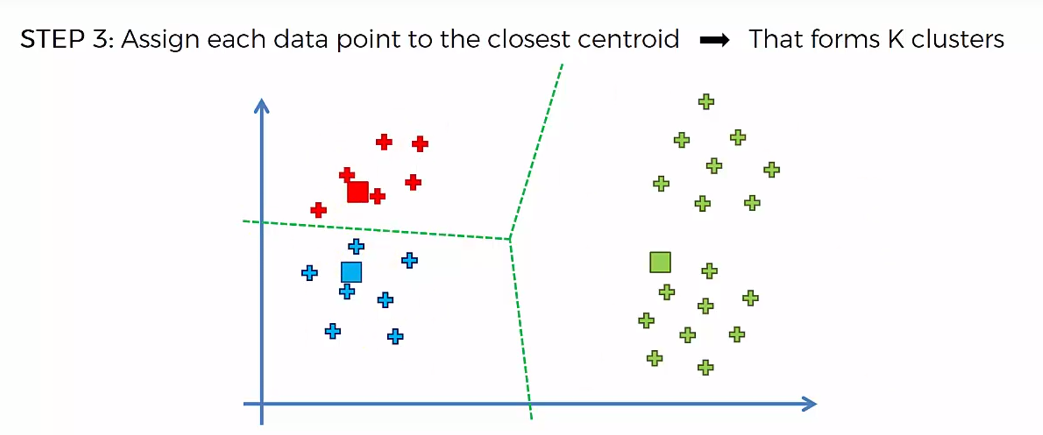 STEP 3: Assign each data point to the closest centroid ➡ That forms K clusters